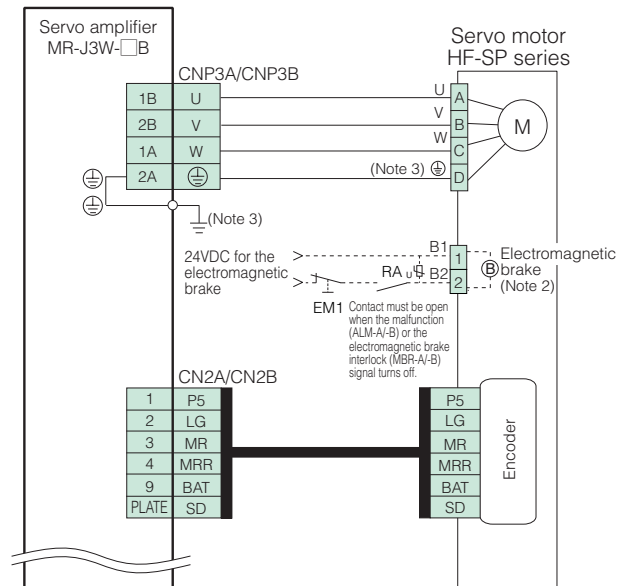 Servo amplifier
MR-J3W-□B
Servo motor
HF-SP series
CNP3A/CNP3B
1B U
2B V
1A W
2A
U
V
W
(Note 3)
A
B
C
D
M
(Note 3)
24VDC for the
electromagnetic
brake
EM1
RA
U
B1
B2
1
2
B
Electromagnetic
brake
(Note 2)
Contact must be open
when the malfunction
(ALM-A/-B) or the
electromagnetic brake
interlock (MBR-A/-B)
signal turns off.
CN2A/CN2B
1 P5
2 LG
3 MR
4 MRR
9 BAT
PLATE SD
P5
LG
MR
MRR
BAT
SD
Encoder